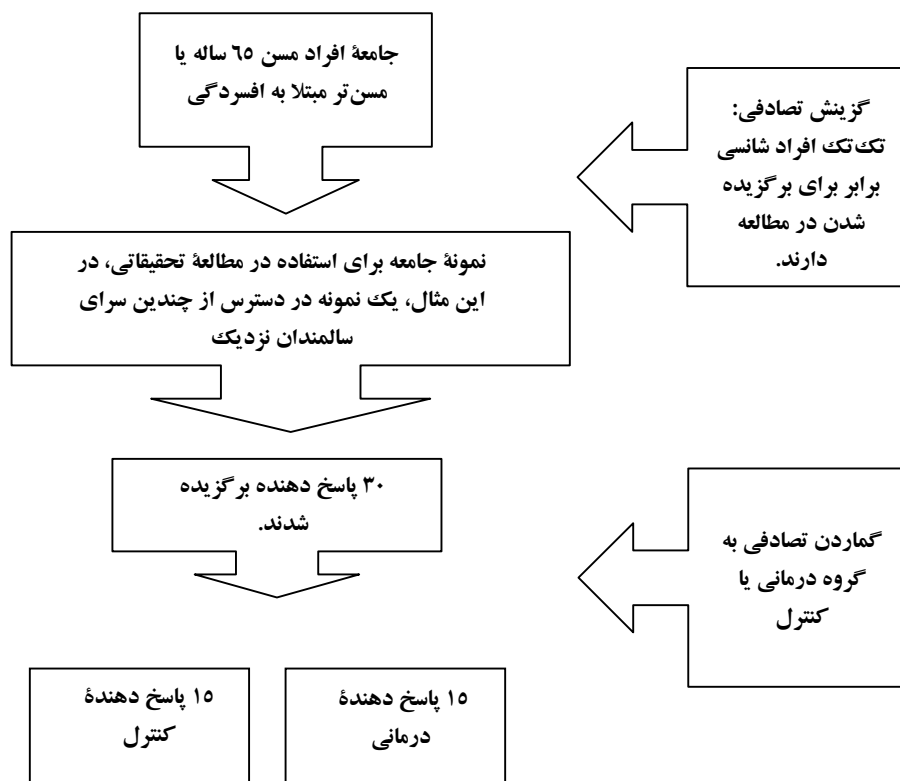 جامعهٔ افراد مسن ٦٥ ساله یا
مسن‌تر مبتلا به افسردگی
گزینش تصادفی:
تک‌تک افراد شانسی
برابر برای برگزیده
شدن در مطالعه
دارند.
نمونهٔ جامعه برای استفاده در مطالعهٔ تحقیقاتی، در
این مثال، یک نمونه در دسترس از چندین سرای
سالمندان نزدیک
۳۰ پاسخ دهنده برگزیده
شدند.
گماردن تصادفی به
گروه درمانی یا
کنترل
۱٥ پاسخ دهندهٔ
درمانی
۱٥ پاسخ دهندهٔ
کنترل